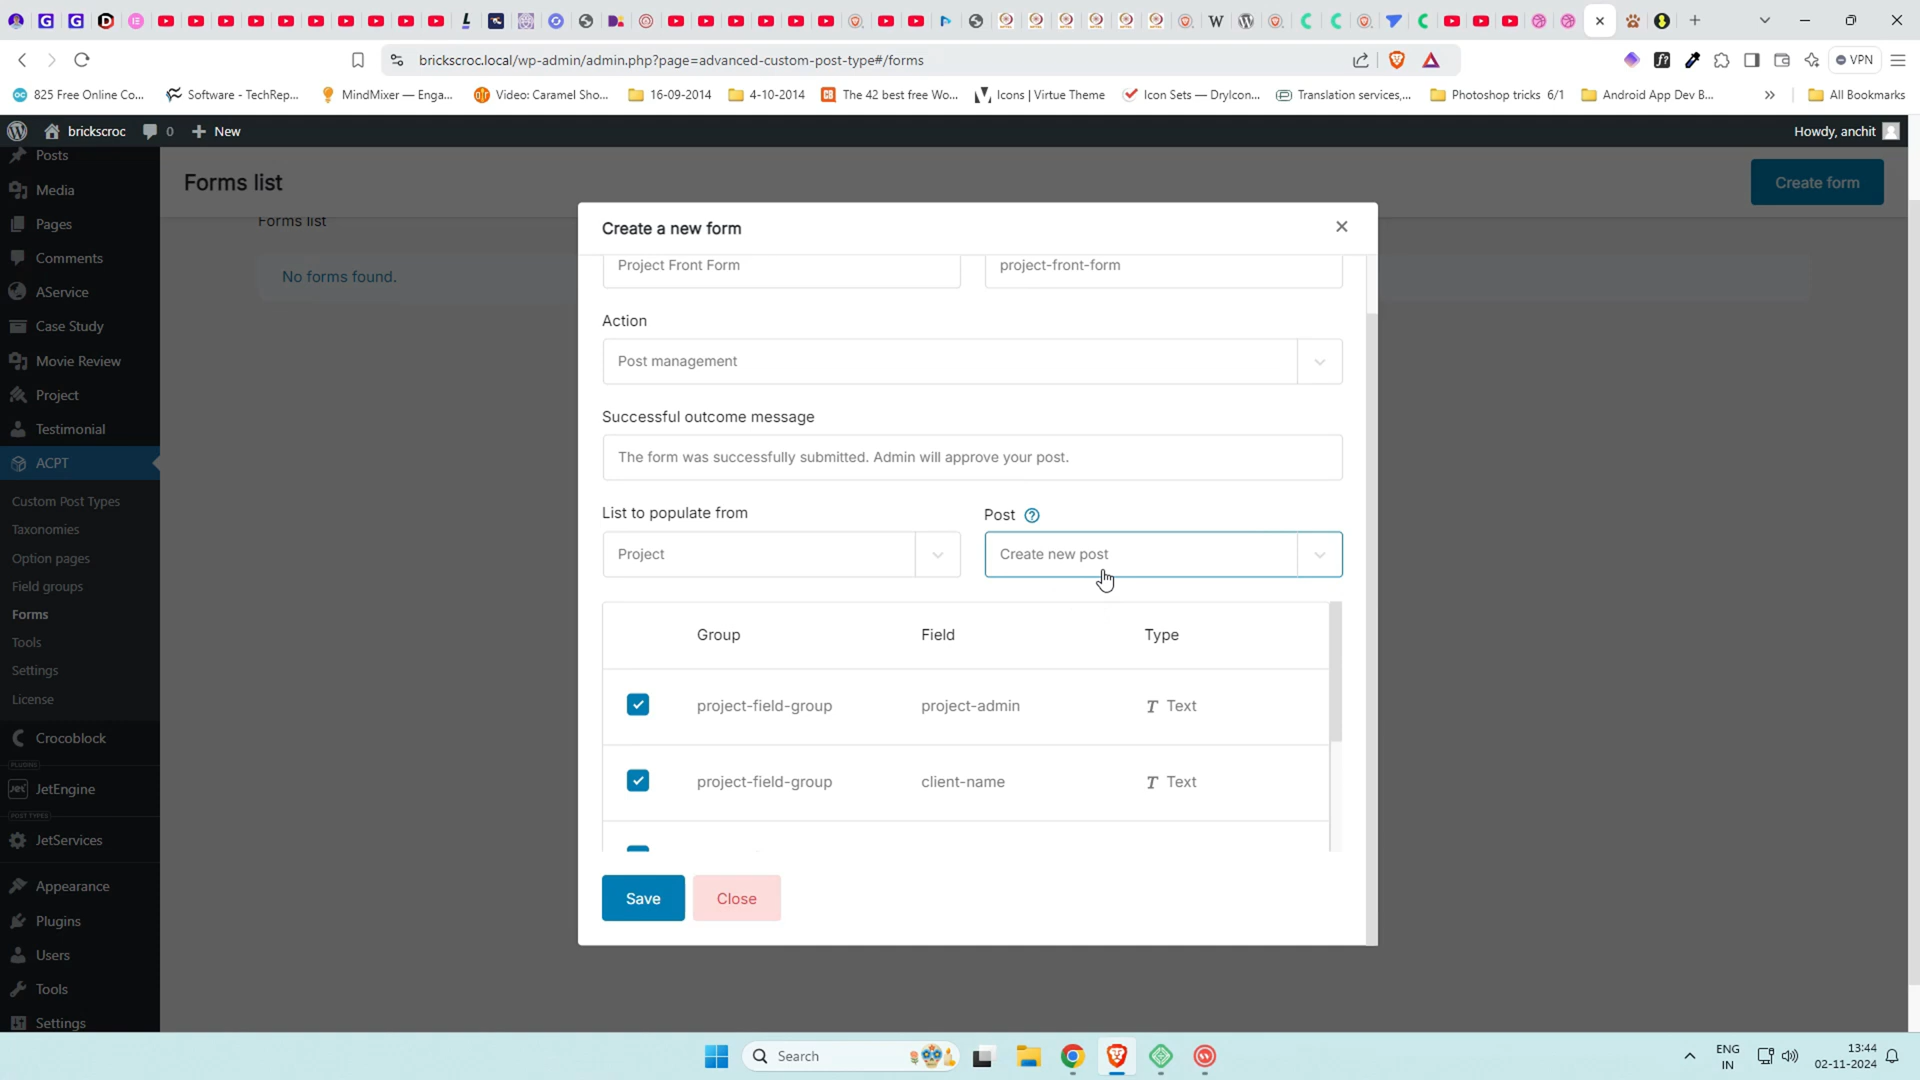 brickscroc.local/wp-admin/admin.php?page=advanced-custom-post-type#/forms
VPN
825 Free Online Co...
Software - TechRep...
MindMixer — Enga...
Video: Caramel Sho...
16-09-2014
4-10-2014
The 42 best free Wo...
Icons | Virtue Theme
Icon Sets — DryIcon...
Translation services,...
Photoshop tricks 6/1
Android App Dev B...
»
All Bookmarks
brickscroc
0
New
Howdy, anchit
Posts
Media
Pages
Comments
AService
Case Study
Movie Review
Project
Testimonial
ACPT
Custom Post Types
Taxonomies
Option pages
Field groups
Forms
Tools
Settings
License
Crocoblock
PLUGINS
JetEngine
POST TYPES
JetServices
Appearance
Plugins
Users
Tools
Settings
Forms list
Create form
Forms list
No forms found.
Create a new form
Project Front Form
project-front-form
Action
Post management
Successful outcome message
The form was successfully submitted. Admin will approve your post.
List to populate from
Post ?
Project
Create new post
Group Field Type
project-field-group project-admin T Text
project-field-group client-name T Text
Save
Close
Search
ENG
IN
13:44
02-11-2024